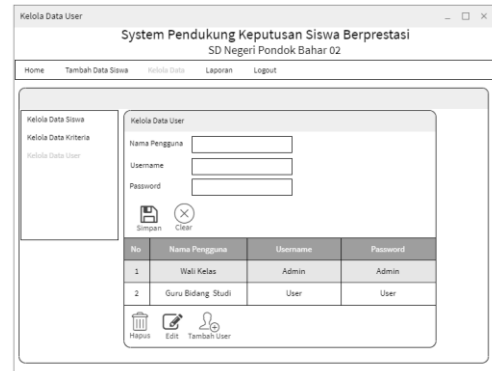 Kelola Data User
System Pendukung Keputusan Siswa Berprestasi
SD Negeri Pondok Bahar 02
Home Tambah Data Siswa Kelola Data Laporan Logout
Kelola Data Siswa
Kelola Data Kriteria
Kelola Data User
Kelola Data User
Nama Pengguna
Username
Password
Simpan Clear
No Nama Pengguna Username Password
1 Wali Kelas Admin Admin
2 Guru Bidang Studi User User
Hapus Edit Tambah User